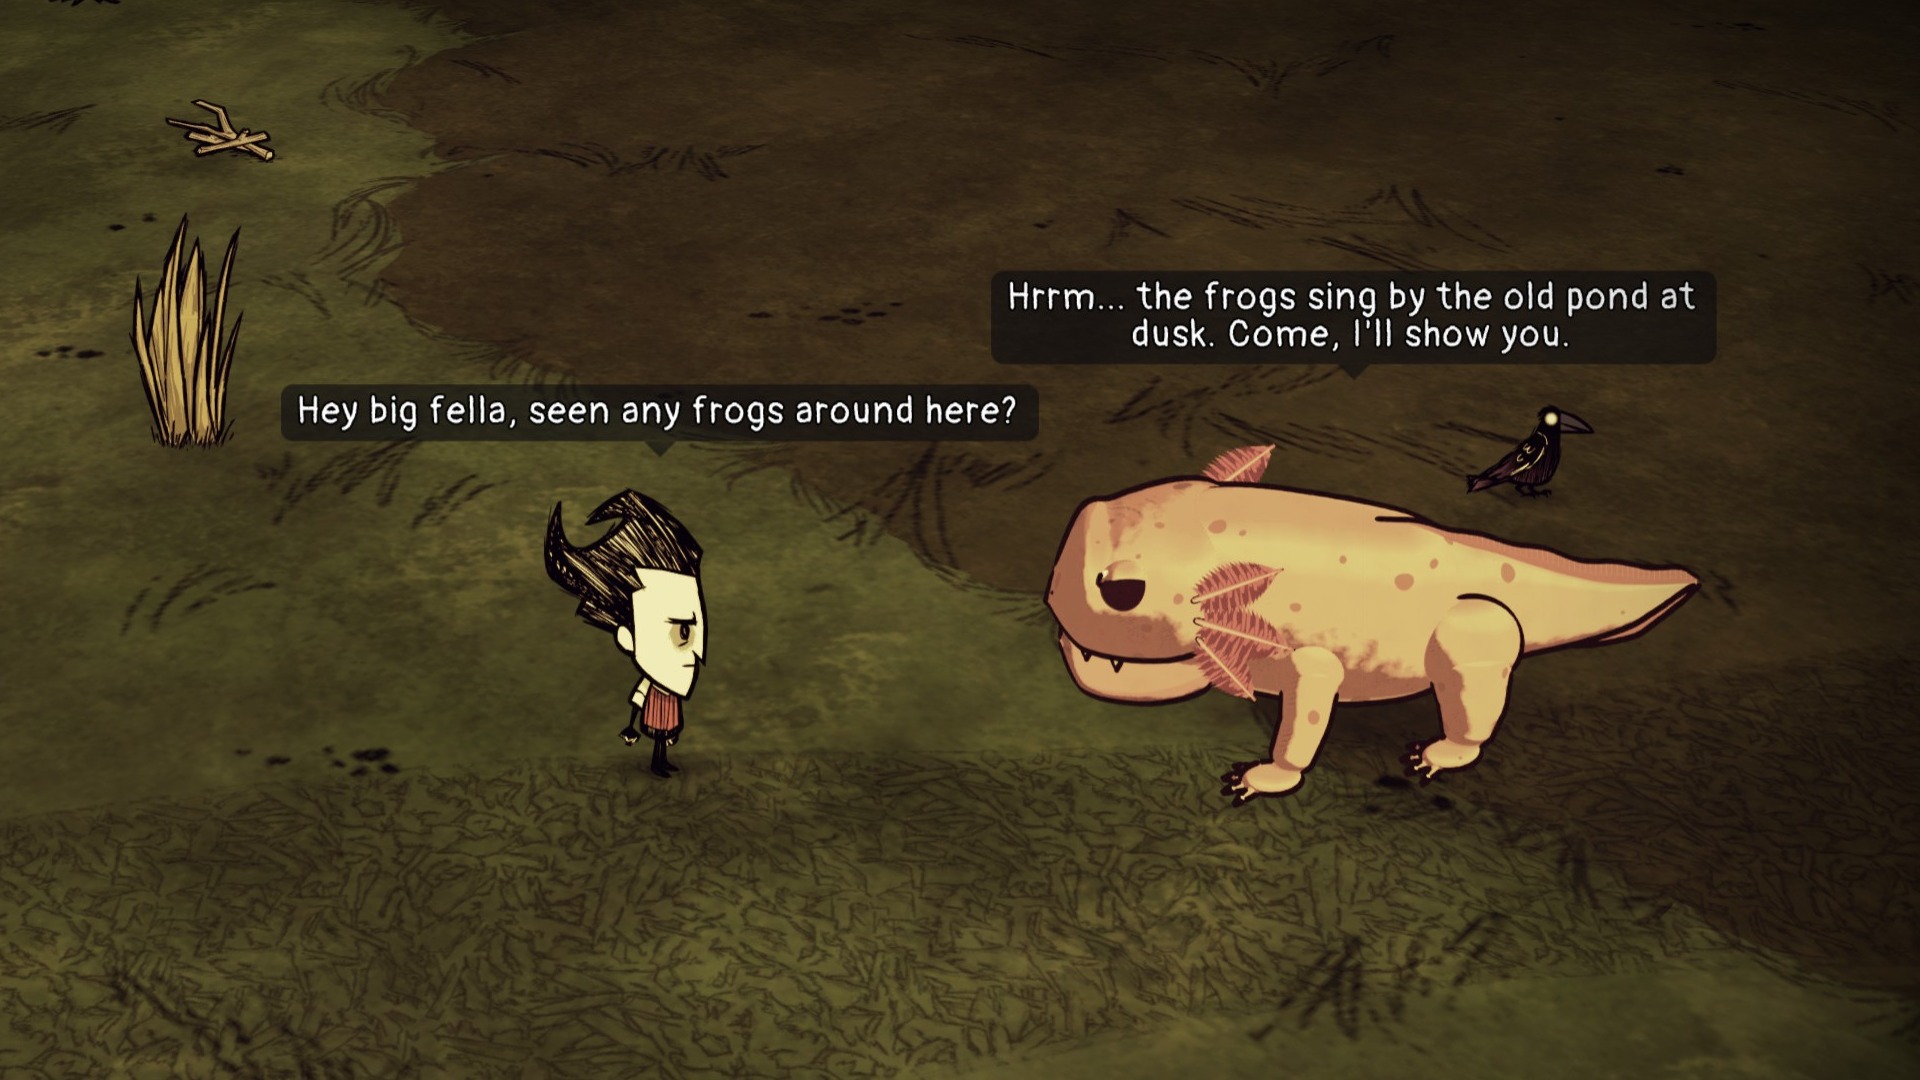 Hey big fella, seen any frogs around here?
Hrrm... the frogs sing by the old pond at
dusk. Come, I'll show you.